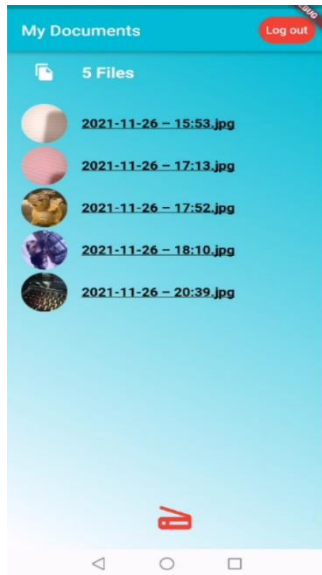 My Documents
Log out
5 Files
2021-11-26 – 15:53.jpg
2021-11-26 – 17:13.jpg
2021-11-26 – 17:52.jpg
2021-11-26 – 18:10.jpg
2021-11-26 – 20:39.jpg